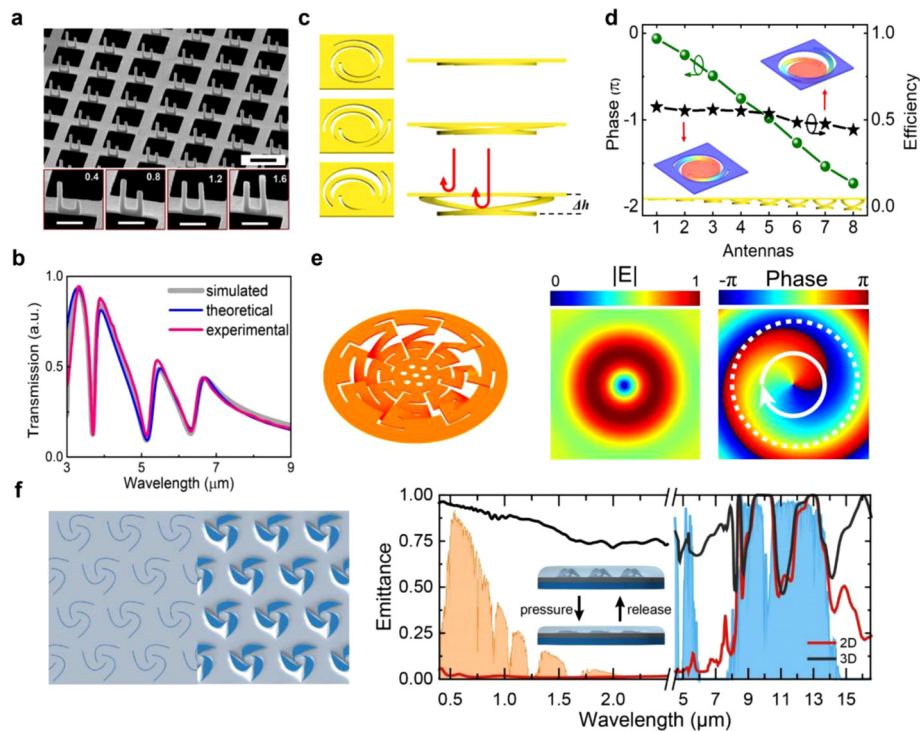 a
0.4
0.8
1.2
1.6
b
1.0
0.5
0.0
3
5
7
9
Transmission (a.u.)
Wavelength (μm)
simulated
theoretical
experimental
c
Δh
d
0
-1
-2
Phase (π)
1.0
0.5
0.0
Efficiency
1 2 3 4 5 6 7 8
Antennas
e
0 |E| 1
-π Phase π
f
1.00
0.75
0.50
0.25
0.00
Emittance
pressure
release
2D
3D
0.5 1.0 1.5 2.0 5 7 9 11 13 15
Wavelength (μm)